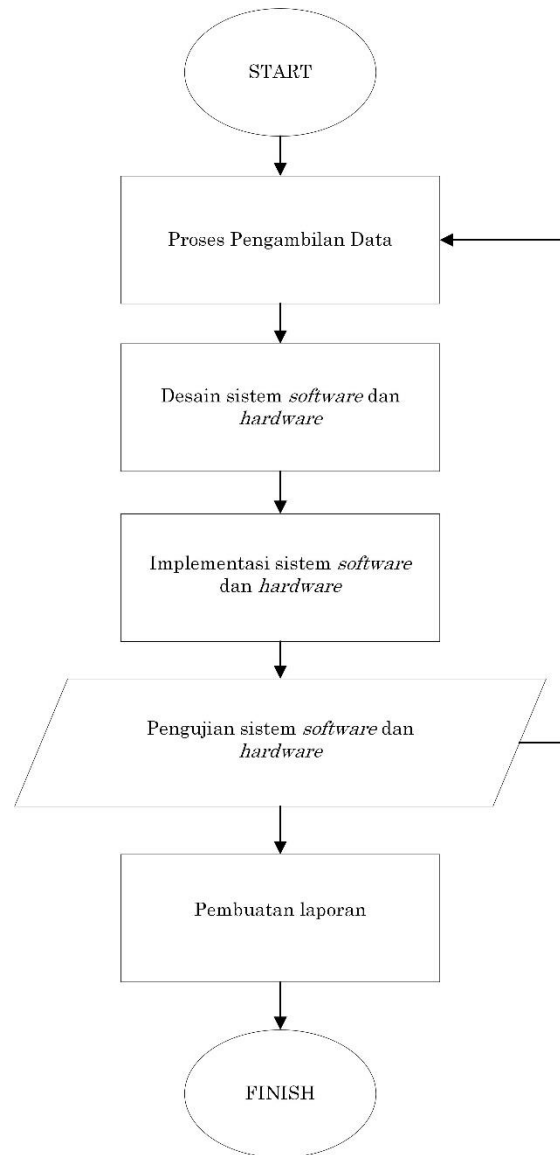 START
Proses Pengambilan Data
Desain sistem software dan
hardware
Implementasi sistem software
dan hardware
Pengujian sistem software dan
hardware
Pembuatan laporan
FINISH